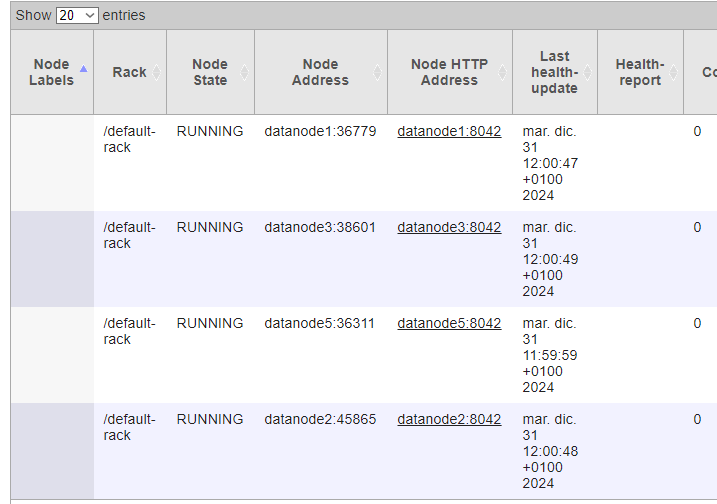 Show 20 entries
Node Labels Rack Node State Node Address Node HTTP Address Last health-update Health-report Co
/default-rack RUNNING datanode1:36779 datanode1:8042 mar. dic. 31 12:00:47 +0100 2024 0
/default-rack RUNNING datanode3:38601 datanode3:8042 mar. dic. 31 12:00:49 +0100 2024 0
/default-rack RUNNING datanode5:36311 datanode5:8042 mar. dic. 31 11:59:59 +0100 2024 0
/default-rack RUNNING datanode2:45865 datanode2:8042 mar. dic. 31 12:00:48 +0100 2024 0